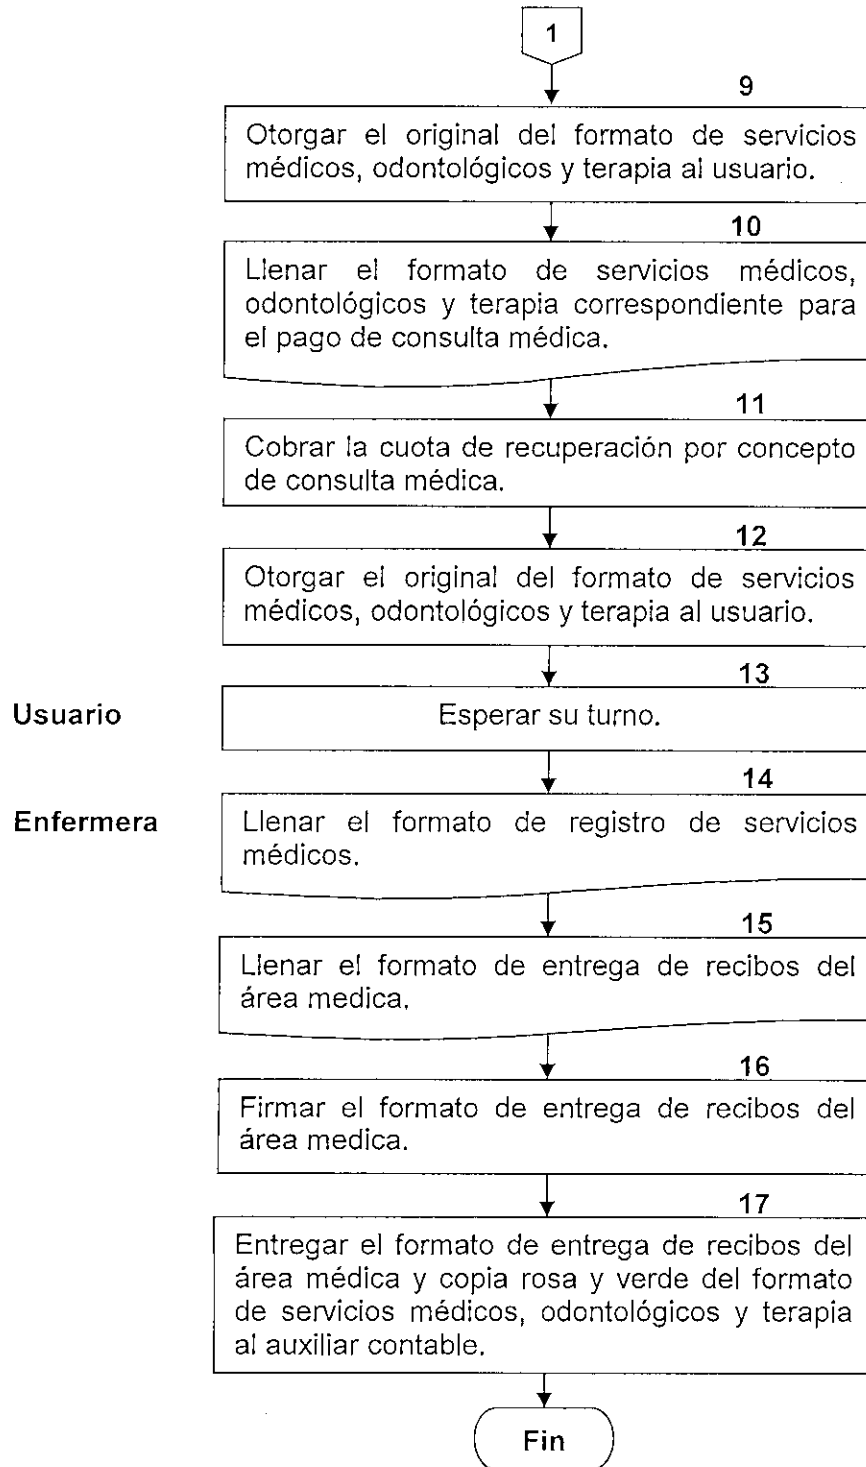 1
9
Otorgar el original del formato de servicios
médicos, odontológicos y terapia al usuario.
10
Llenar el formato de servicios médicos,
odontológicos y terapia correspondiente para
el pago de consulta médica.
11
Cobrar la cuota de recuperación por concepto
de consulta médica.
12
Otorgar el original del formato de servicios
médicos, odontológicos y terapia al usuario.
13
Usuario
Esperar su turno.
14
Enfermera
Llenar el formato de registro de servicios
médicos.
15
Llenar el formato de entrega de recibos del
área medica.
16
Firmar el formato de entrega de recibos del
área medica.
17
Entregar el formato de entrega de recibos del
área médica y copia rosa y verde del formato
de servicios médicos, odontológicos y terapia
al auxiliar contable.
Fin